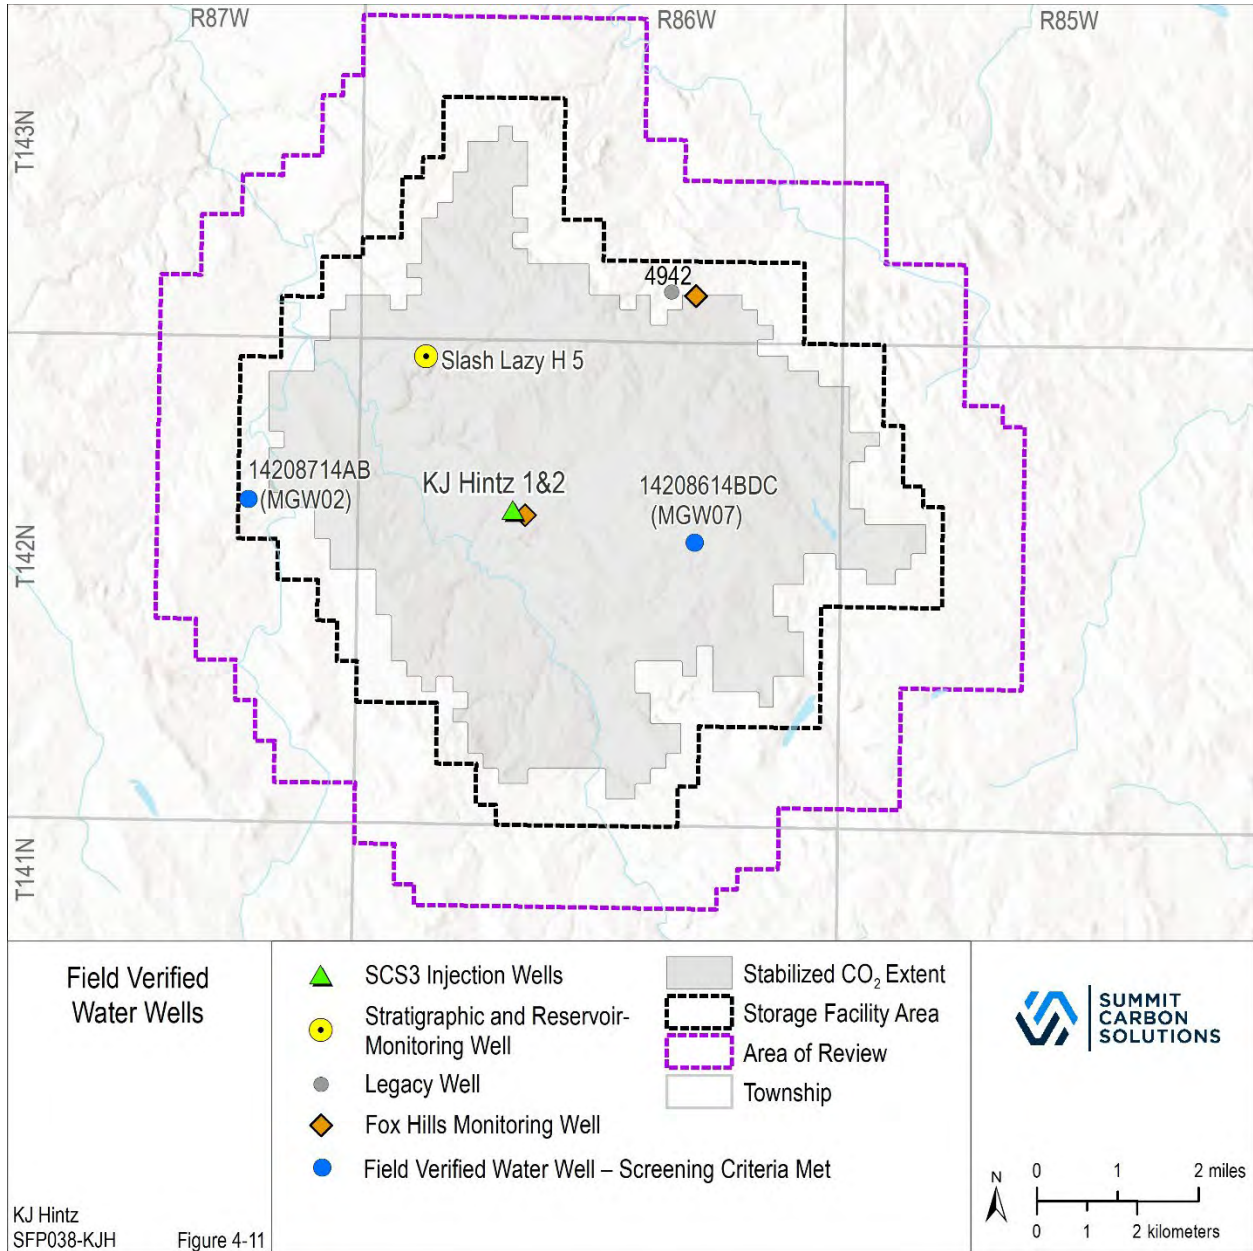 R87W
R86W
R85W
T143N
4942
Slash Lazy H 5
14208714AB
(MGW02)
KJ Hintz 1&2
14208614BDC
(MGW07)
T142N
T141N
Field Verified
Water Wells
KJ Hintz
SFP038-KJH
Figure 4-11
SCS3 Injection Wells
Stratigraphic and Reservoir-
Monitoring Well
Legacy Well
Fox Hills Monitoring Well
Field Verified Water Well – Screening Criteria Met
Stabilized CO₂ Extent
Storage Facility Area
Area of Review
Township
SUMMIT
CARBON
SOLUTIONS
N
0 1 2 miles
0 1 2 kilometers